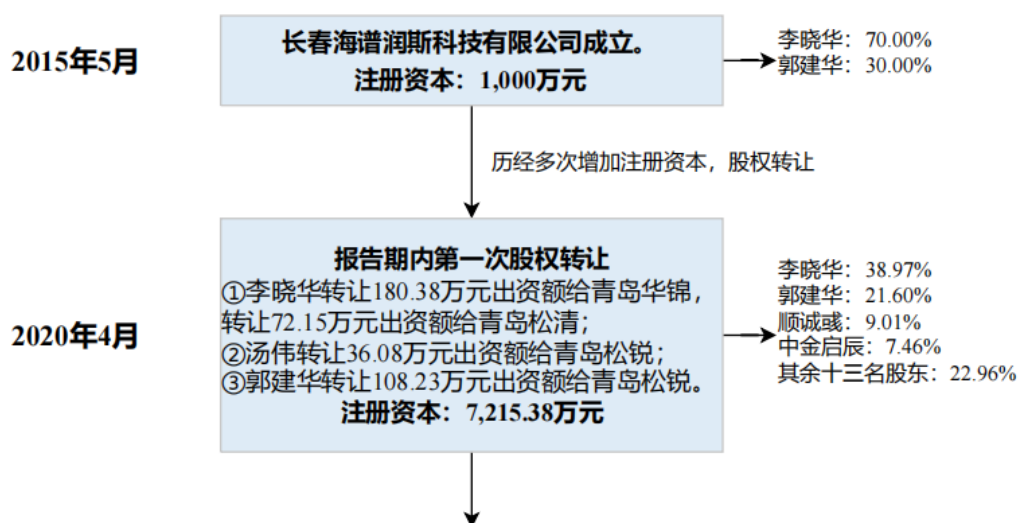 2015年5月
长春海谱润斯科技有限公司成立。
注册资本：1,000万元
李晓华：70.00%
郭建华：30.00%
历经多次增加注册资本，股权转让
2020年4月
报告期内第一次股权转让
①李晓华转让180.38万元出资额给青岛华锦，
转让72.15万元出资额给青岛松清；
②汤伟转让36.08万元出资额给青岛松锐；
③郭建华转让108.23万元出资额给青岛松锐。
注册资本：7,215.38万元
李晓华：38.97%
郭建华：21.60%
顺诚彧：9.01%
中金启辰：7.46%
其余十三名股东：22.96%